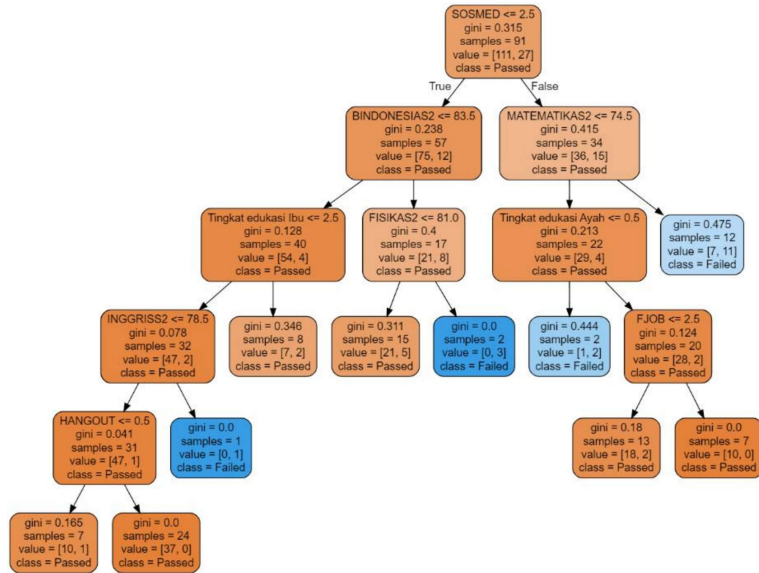 SOSMED <= 2.5
gini = 0.315
samples = 91
value = [111, 27]
class = Passed
True
False
BINDONESIAS2 <= 83.5
gini = 0.238
samples = 57
value = [75, 12]
class = Passed
MATEMATIKAS2 <= 74.5
gini = 0.415
samples = 34
value = [36, 15]
class = Passed
Tingkat edukasi Ibu <= 2.5
gini = 0.128
samples = 40
value = [54, 4]
class = Passed
FISIKAS2 <= 81.0
gini = 0.4
samples = 17
value = [21, 8]
class = Passed
Tingkat edukasi Ayah <= 0.5
gini = 0.213
samples = 22
value = [29, 4]
class = Passed
gini = 0.475
samples = 12
value = [7, 11]
class = Failed
INGGRISS2 <= 78.5
gini = 0.078
samples = 32
value = [47, 2]
class = Passed
gini = 0.346
samples = 8
value = [7, 2]
class = Passed
gini = 0.311
samples = 15
value = [21, 5]
class = Passed
gini = 0.0
samples = 2
value = [0, 3]
class = Failed
gini = 0.444
samples = 2
value = [1, 2]
class = Failed
FJOB <= 2.5
gini = 0.124
samples = 20
value = [28, 2]
class = Passed
HANGOUT <= 0.5
gini = 0.041
samples = 31
value = [47, 1]
class = Passed
gini = 0.0
samples = 1
value = [0, 1]
class = Failed
gini = 0.18
samples = 13
value = [18, 2]
class = Passed
gini = 0.0
samples = 7
value = [10, 0]
class = Passed
gini = 0.165
samples = 7
value = [10, 1]
class = Passed
gini = 0.0
samples = 24
value = [37, 0]
class = Passed